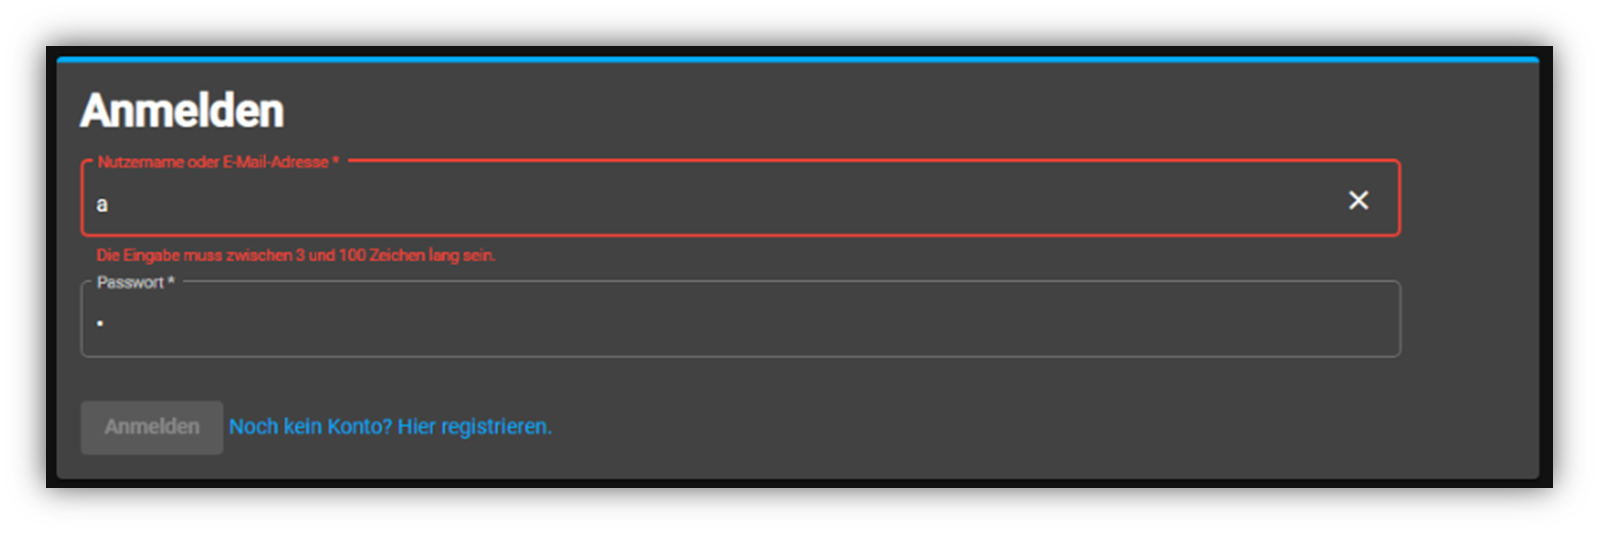 Anmelden
Nutzername oder E-Mail-Adresse *
a
Die Eingabe muss zwischen 3 und 100 Zeichen lang sein.
Passwort *
•
Anmelden Noch kein Konto? Hier registrieren.